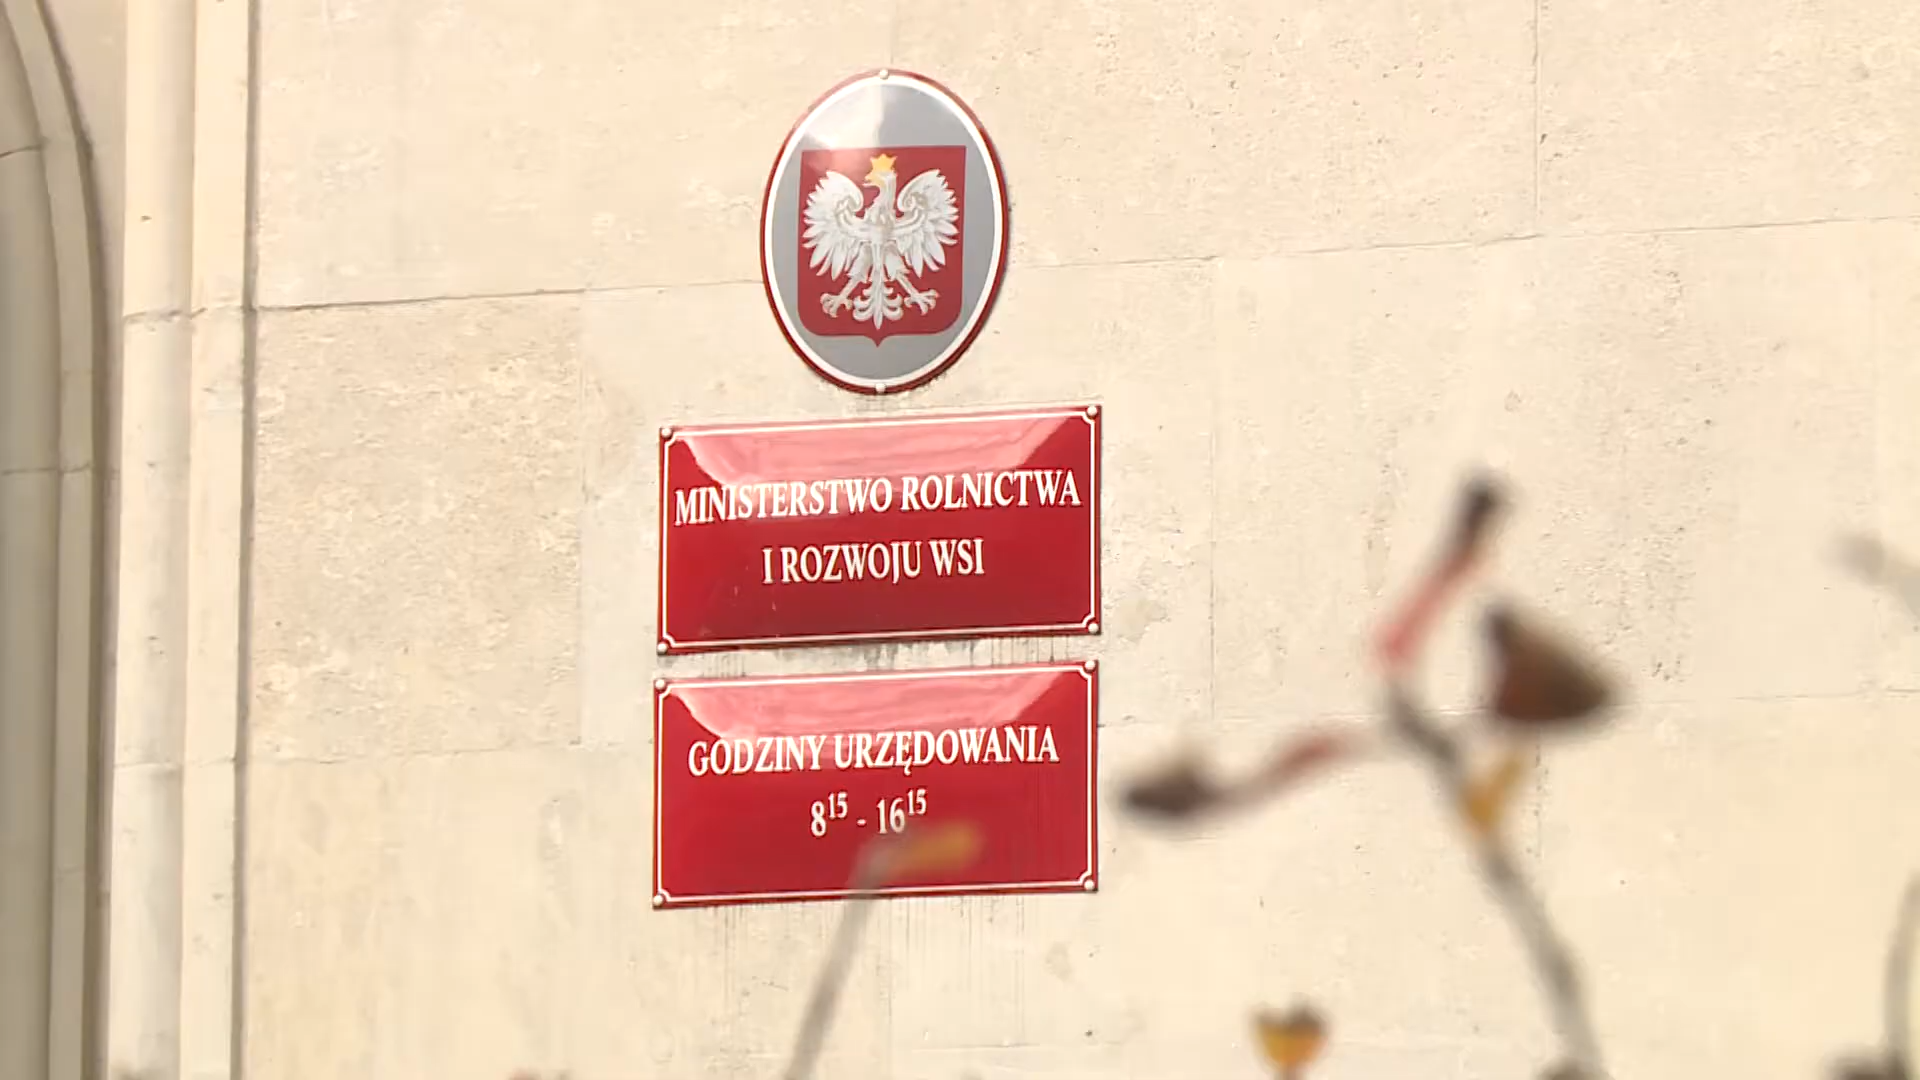 MINISTERSTWO ROLNICTWA
I ROZWOJU WSI
GODZINY URZĘDOWANIA
8¹⁵ - 16¹⁵